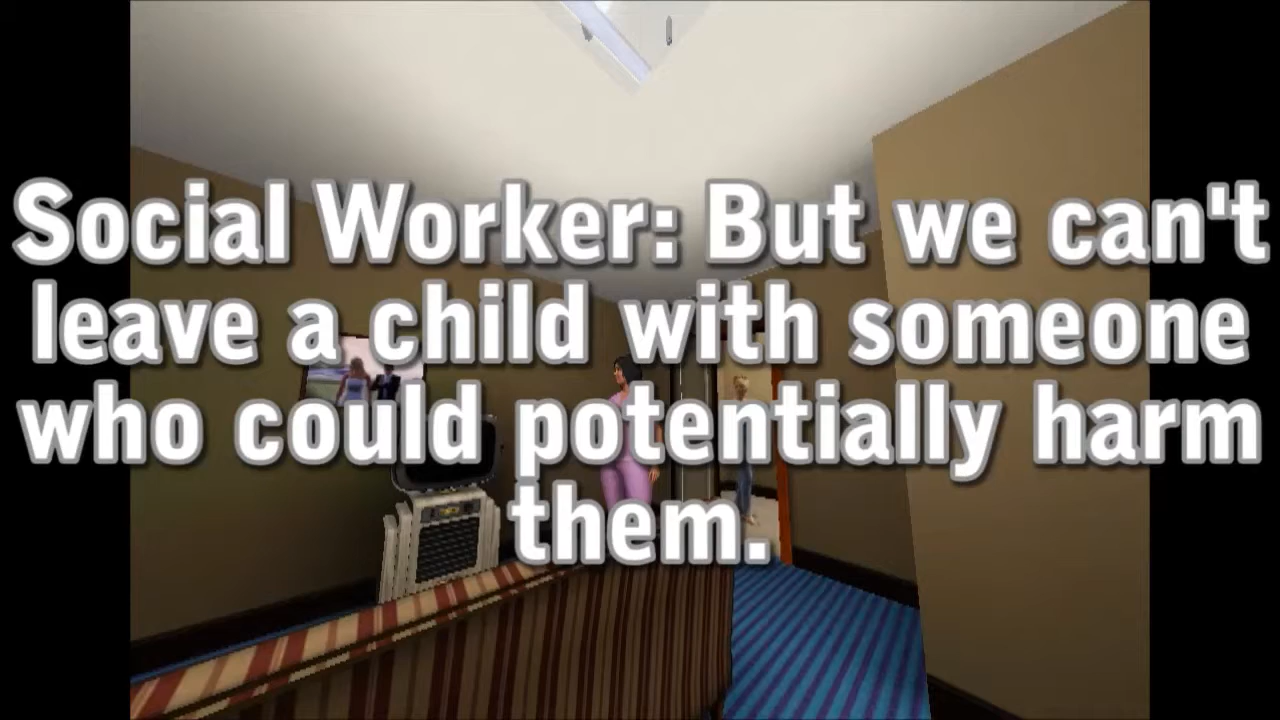 Social Worker: But we can't
leave a child with someone
who could potentially harm
them.